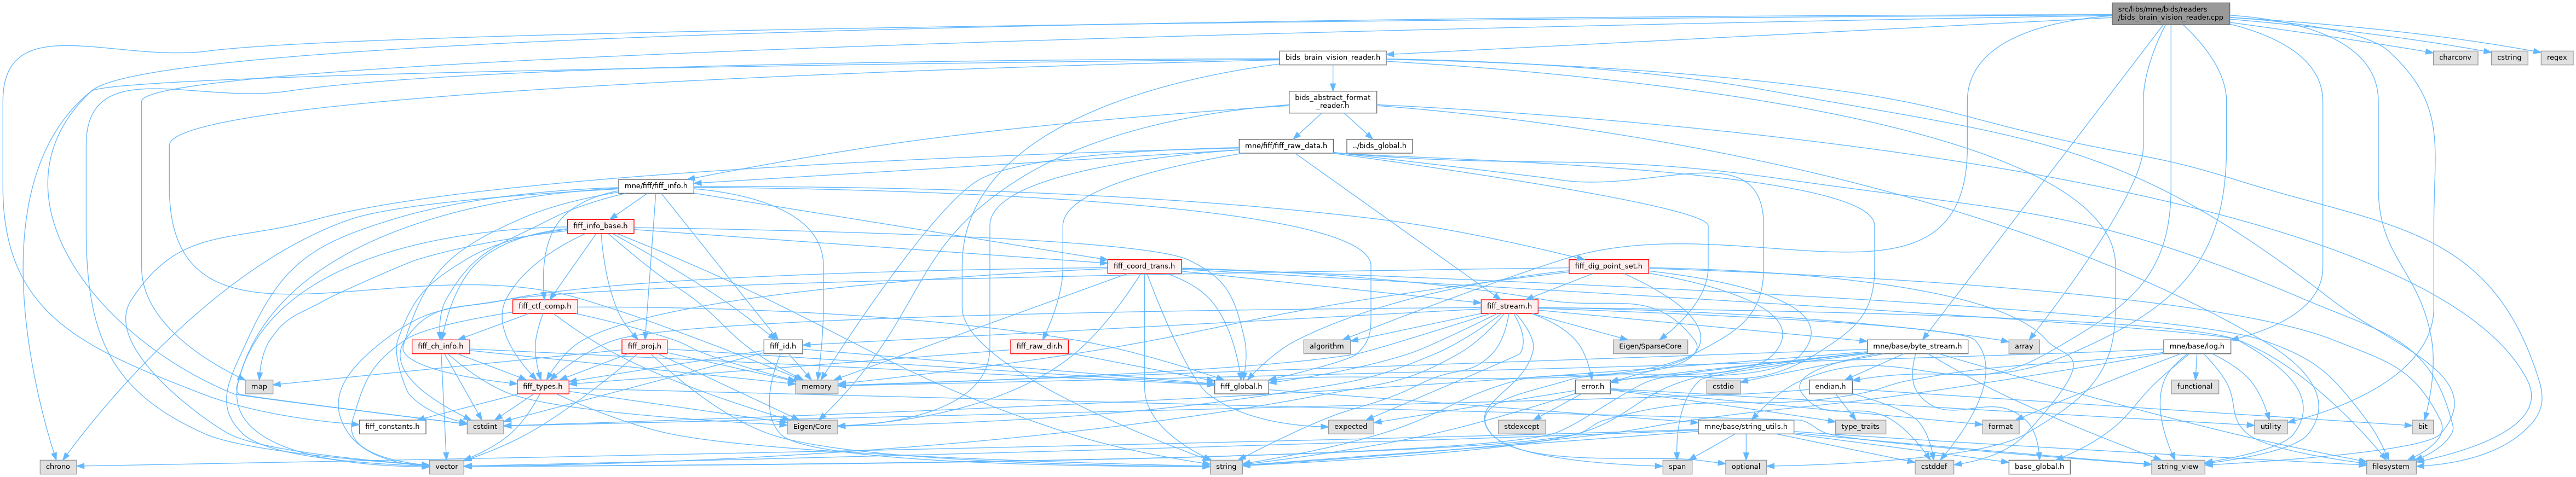 src/libs/mne/bids/readers
/bids_brain_vision_reader.cpp
bids_brain_vision_reader.h
charconv
cstring
regex
bids_abstract_format
_reader.h
mne/fiff/fiff_raw_data.h
../bids_global.h
mne/fiff/fiff_info.h
fiff_info_base.h
fiff_coord_trans.h
fiff_dig_point_set.h
fiff_ctf_comp.h
fiff_stream.h
fiff_ch_info.h
fiff_proj.h
fiff_id.h
fiff_raw_dir.h
algorithm
Eigen/SparseCore
mne/base/byte_stream.h
array
mne/base/log.h
map
fiff_types.h
memory
fiff_global.h
cstdio
error.h
endian.h
functional
fiff_constants.h
cstdint
Eigen/Core
expected
stdexcept
mne/base/string_utils.h
type_traits
format
utility
bit
chrono
vector
string
span
optional
cstddef
base_global.h
string_view
filesystem